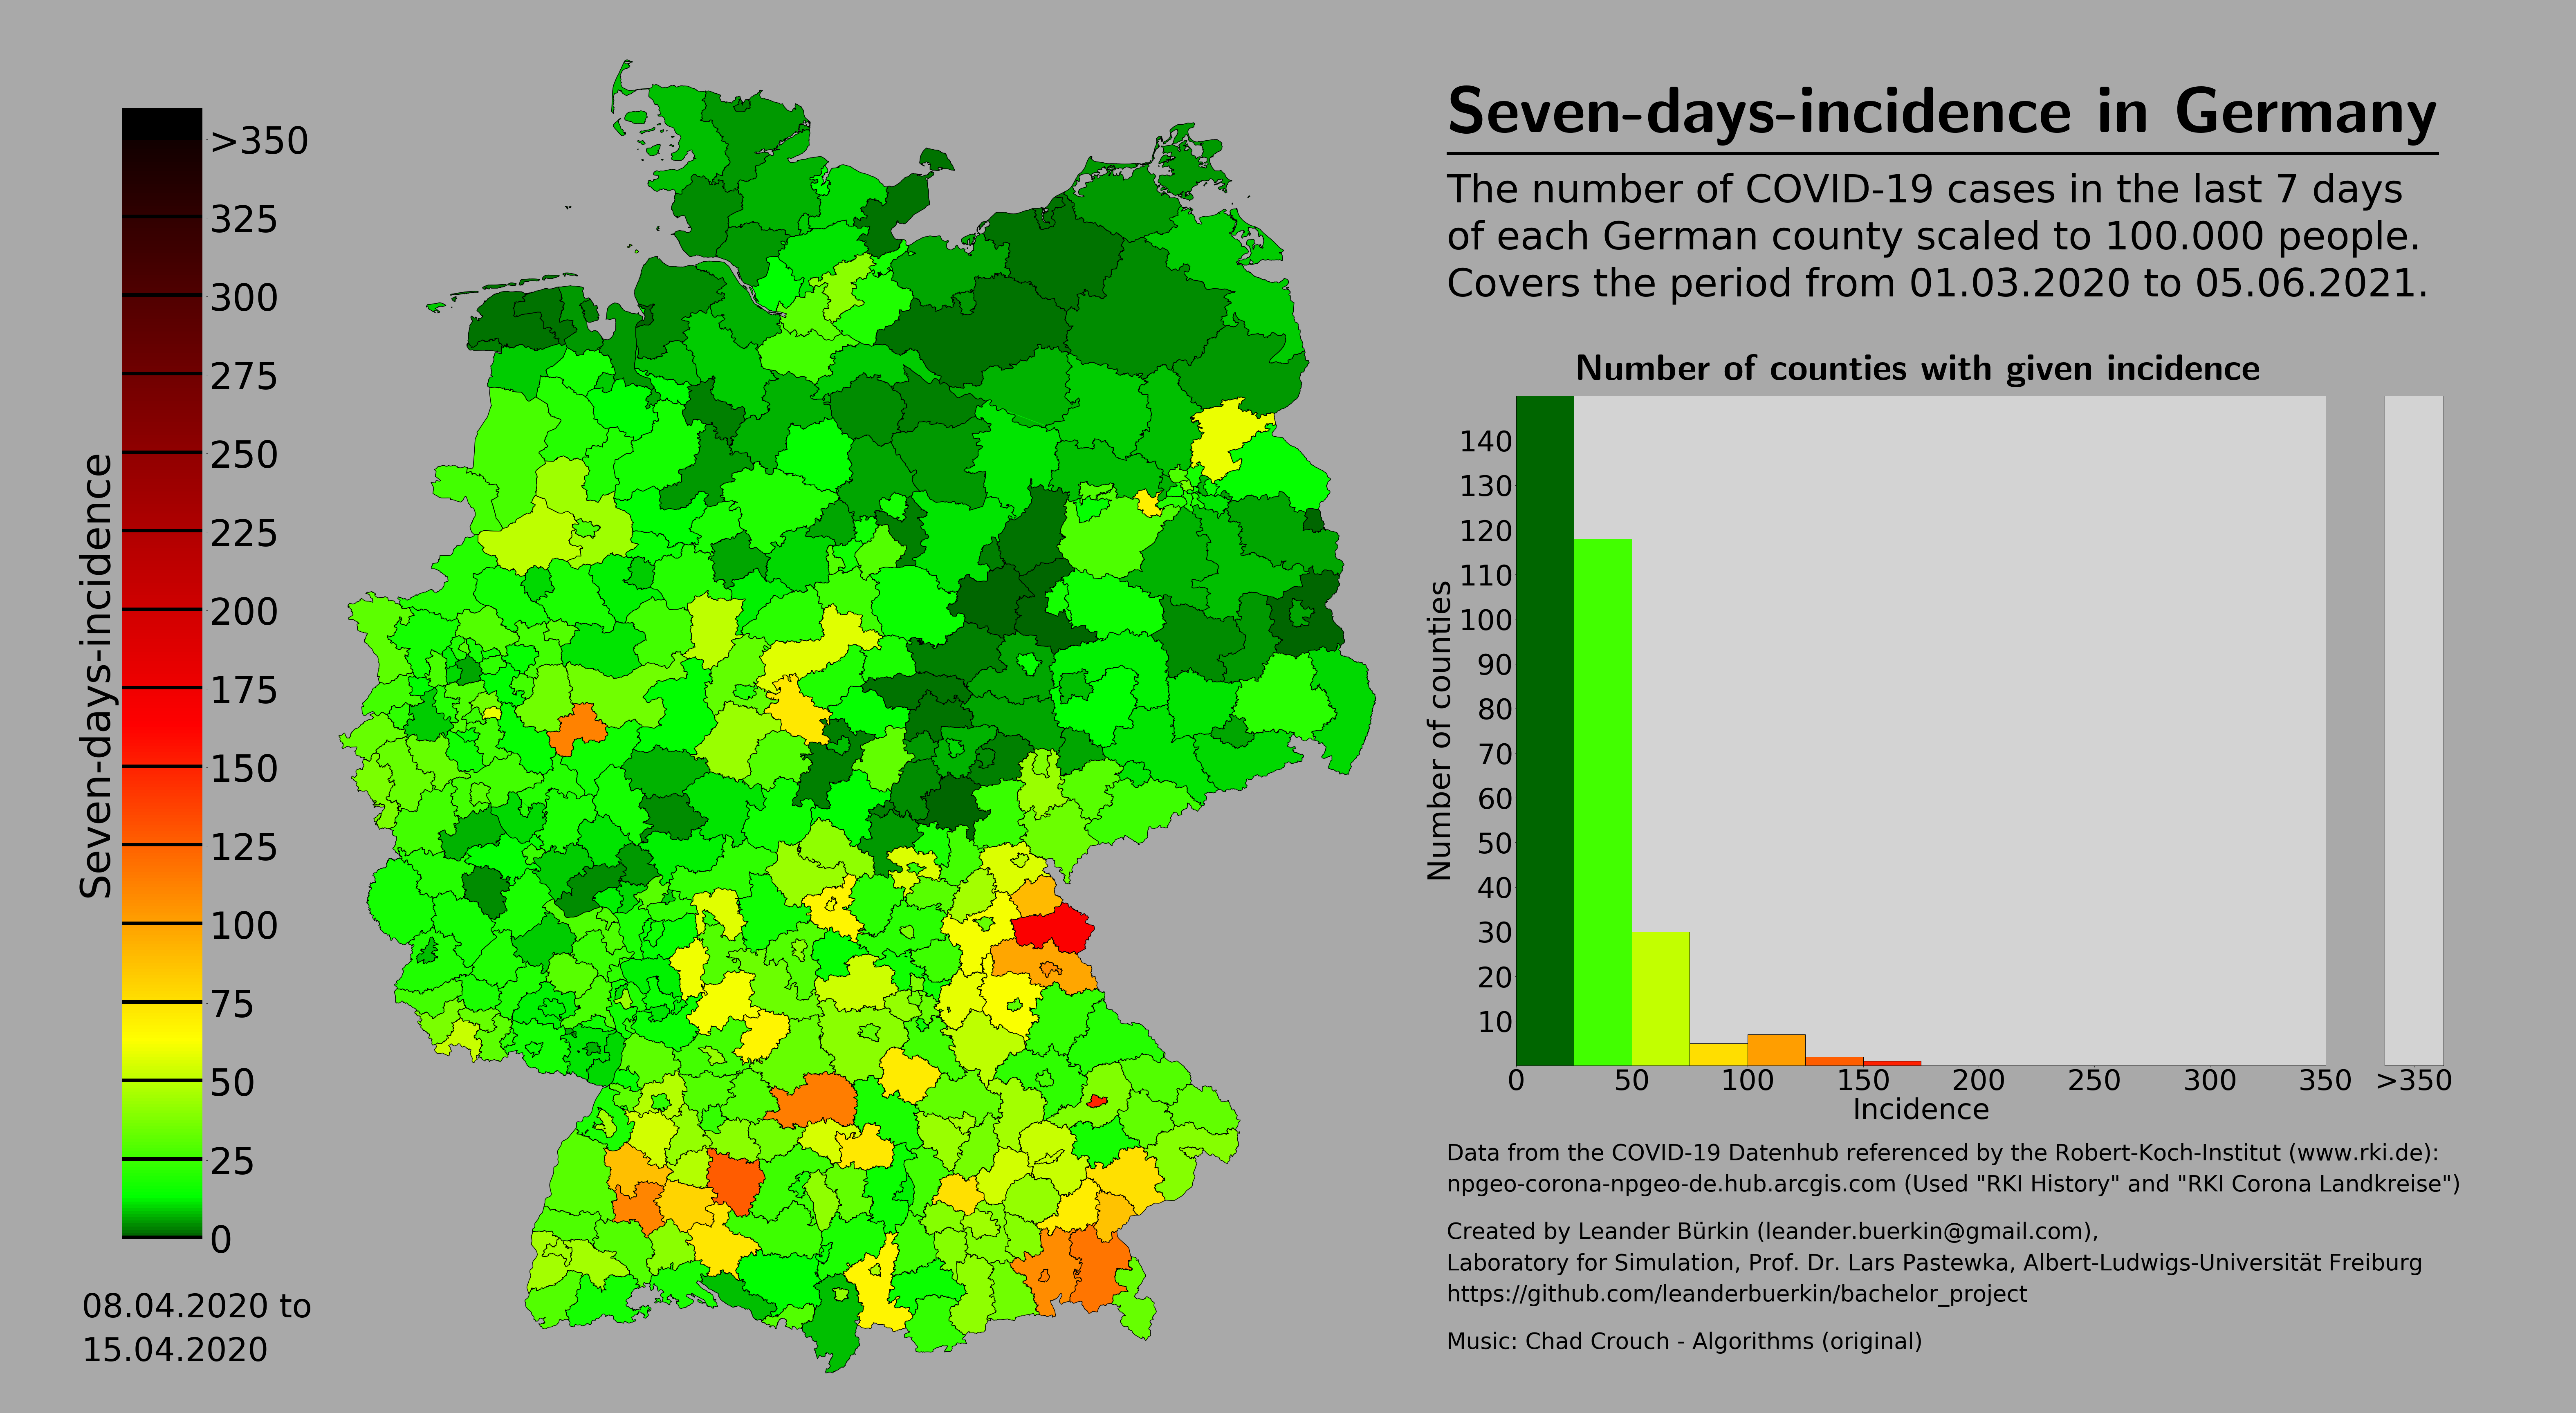 Seven-days-incidence in Germany
The number of COVID-19 cases in the last 7 days
of each German county scaled to 100.000 people.
Covers the period from 01.03.2020 to 05.06.2021.
Seven-days-incidence
>350
325
300
275
250
225
200
175
150
125
100
75
50
25
0
08.04.2020 to
15.04.2020
Number of counties with given incidence
Number of counties
140
130
120
110
100
90
80
70
60
50
40
30
20
10
0 50 100 150 200 250 300 350 >350
Incidence
Data from the COVID-19 Datenhub referenced by the Robert-Koch-Institut (www.rki.de):
npgeo-corona-npgeo-de.hub.arcgis.com (Used "RKI History" and "RKI Corona Landkreise")
Created by Leander Bürkin (leander.buerkin@gmail.com),
Laboratory for Simulation, Prof. Dr. Lars Pastewka, Albert-Ludwigs-Universität Freiburg
https://github.com/leanderbuerkin/bachelor_project
Music: Chad Crouch - Algorithms (original)